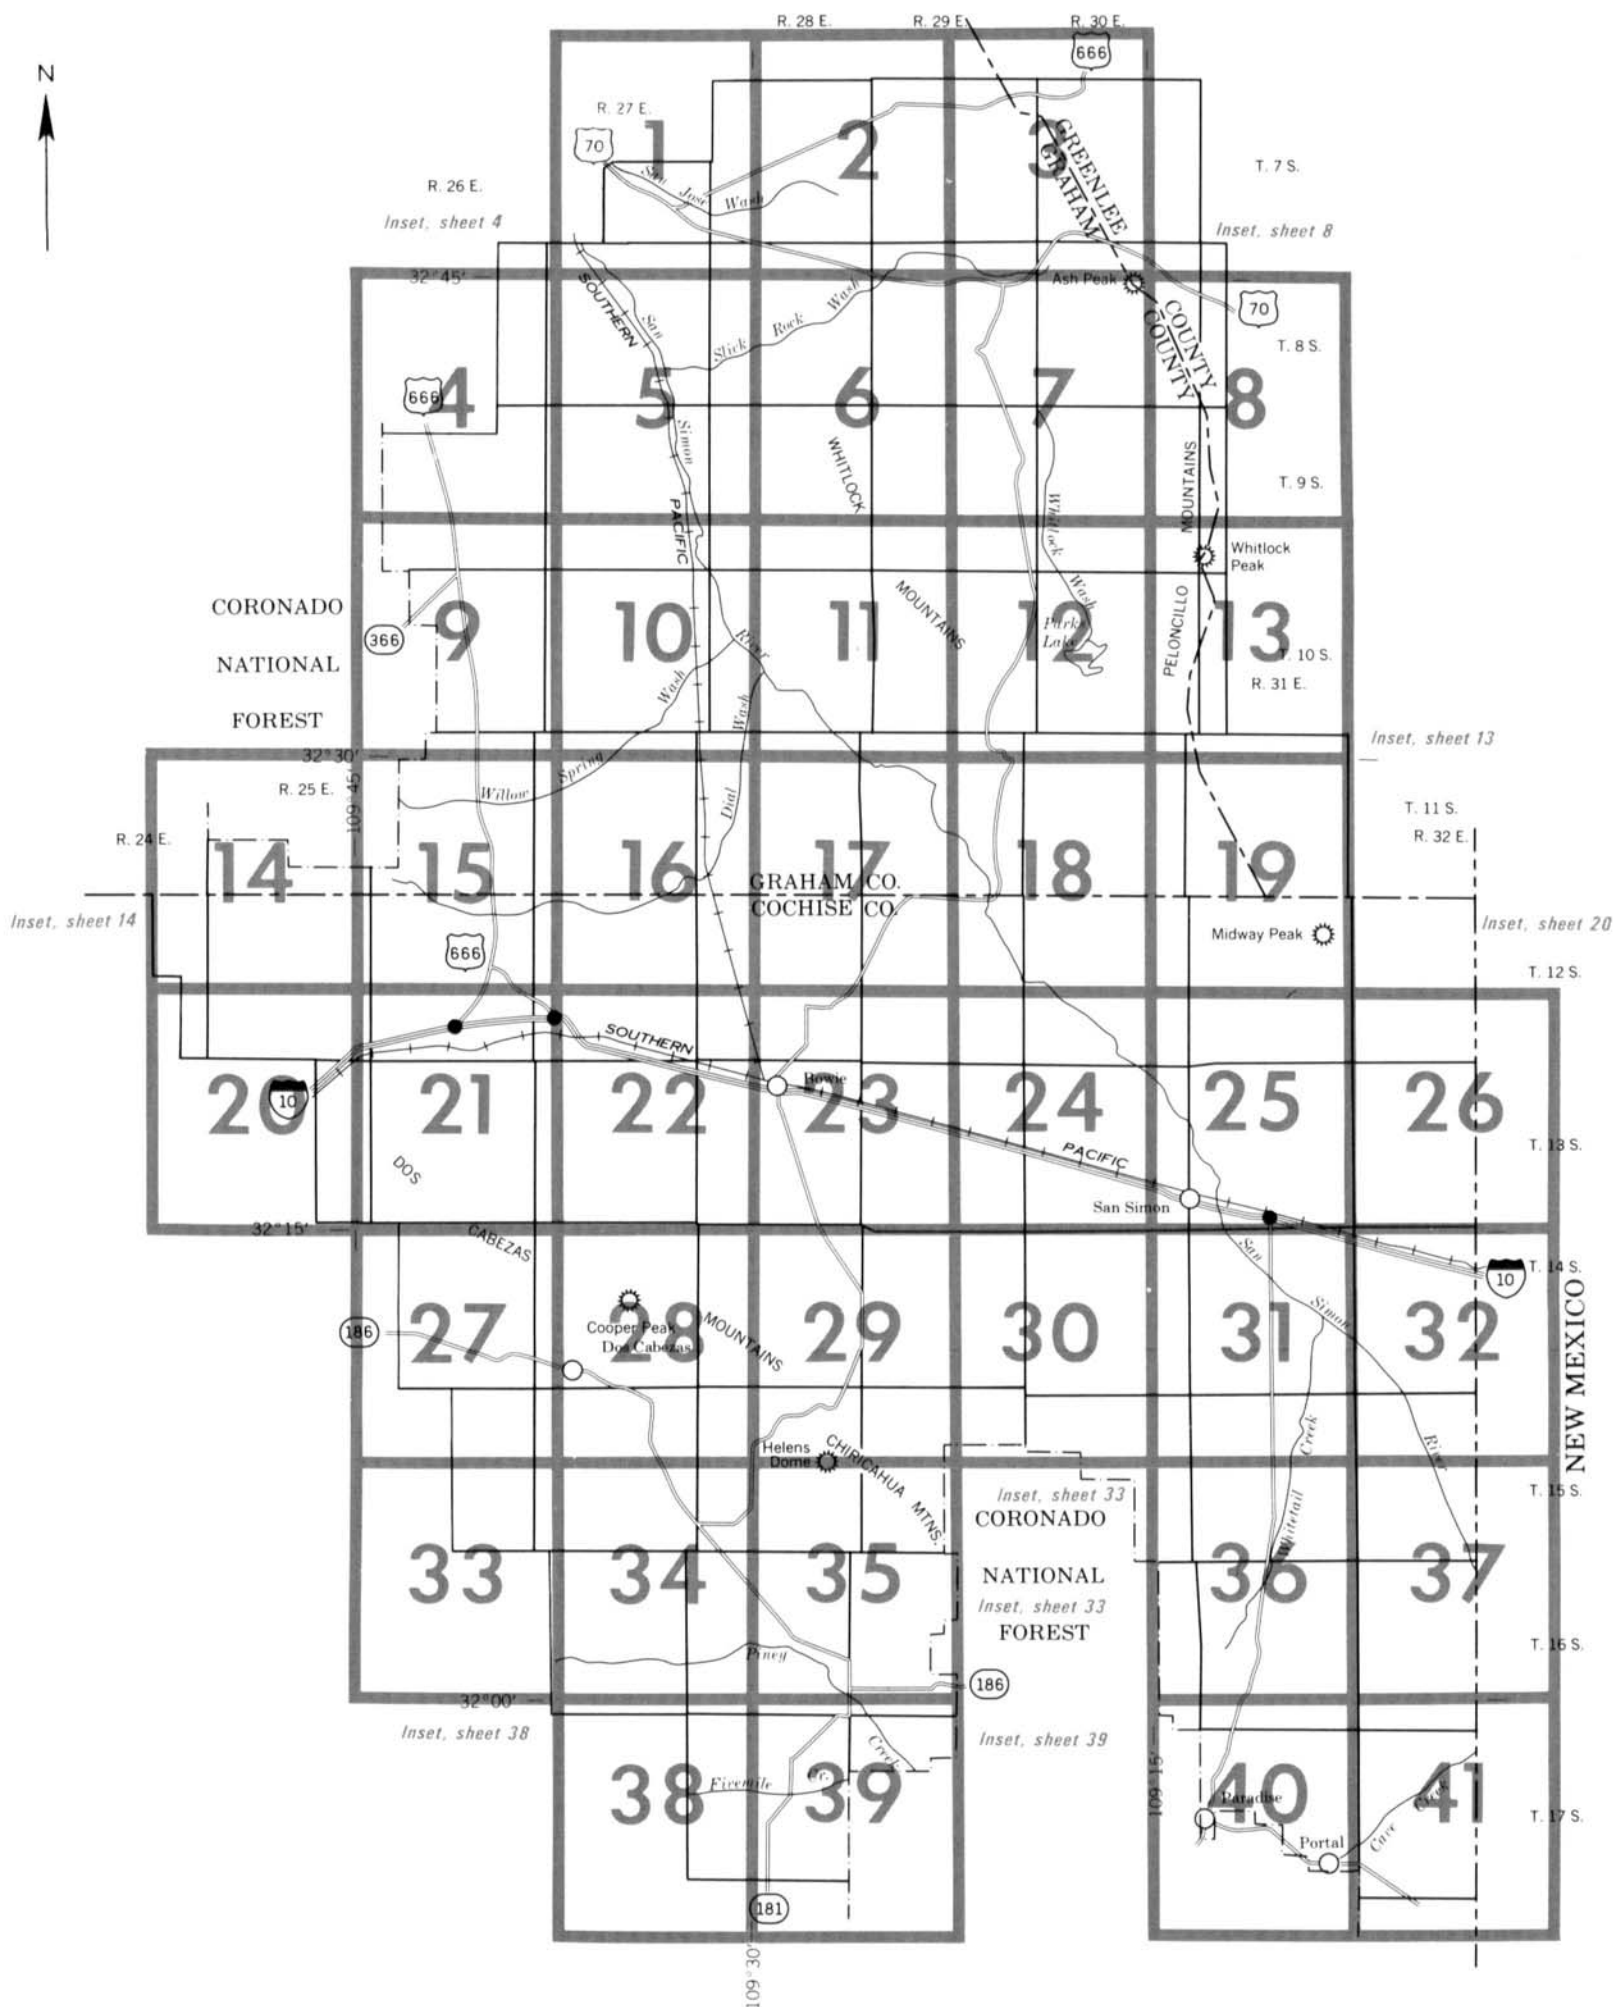 R. 28 E.
R. 29 E.
R. 30 E.
666
N
R. 27 E.
1
2
3
70
GREENLEE
GRAHAM
T. 7 S.
San Jose Wash
R. 26 E.
Inset, sheet 4
Inset, sheet 8
32°45'
Ash Peak
70
SOUTHERN
San
Slick Rock Wash
COUNTY
COUNTY
T. 8 S.
666
4
5
6
7
8
Simon
WHITLOCK
MOUNTAINS
T. 9 S.
PACIFIC
Whitlock Wash
Whitlock
Peak
CORONADO
MOUNTAINS
PELONCILLO
366
9
10
11
12
13
Parks
Lake
River
T. 10 S.
NATIONAL
R. 31 E.
Wash
Wash
FOREST
Inset, sheet 13
32°30'
109°45'
R. 25 E.
Willow Spring
Dial
T. 11 S.
R. 24 E.
R. 32 E.
14
15
16
17
18
19
GRAHAM CO.
COCHISE CO.
Inset, sheet 14
Inset, sheet 20
Midway Peak
666
T. 12 S.
SOUTHERN
Bowie
20
10
21
22
23
24
25
26
PACIFIC
T. 13 S.
DOS
San Simon
32°15'
CABEZAS
San
T. 14 S.
10
Simon
NEW MEXICO
186
27
Cooper Peak
28
Dos Cabezas
MOUNTAINS
29
30
31
32
Creek
River
Helens
Dome
CHIRICAHUA MTNS.
Inset, sheet 33
T. 15 S.
CORONADO
Whitetail
33
34
35
NATIONAL
36
37
Inset, sheet 33
FOREST
T. 16 S.
Piney
186
32°00'
Inset, sheet 38
Inset, sheet 39
Creek
109°15'
38
Fivemile Cr.
39
40
Paradise
41
Creek
T. 17 S.
Portal
Cave
181
109°30'